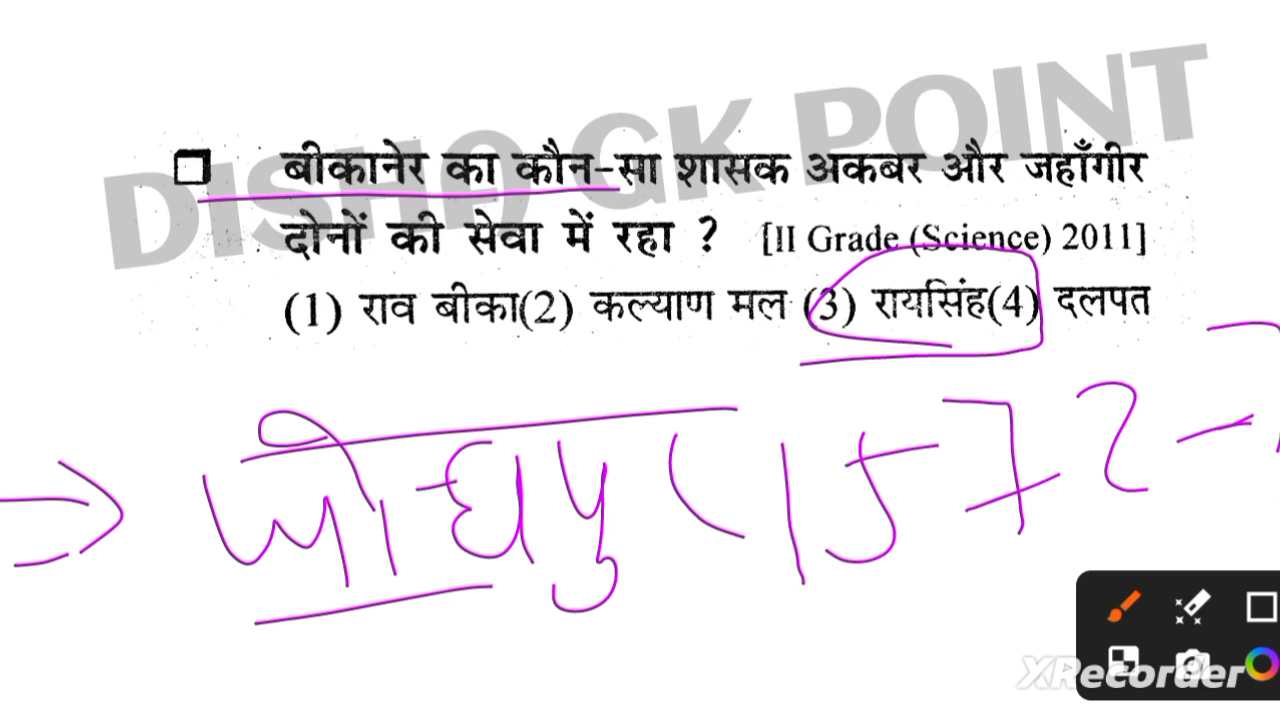 DISHA GK POINT
❑ बीकानेर का कौन-सा शासक अकबर और जहाँगीर
दोनों की सेवा में रहा ? [II Grade (Science) 2011]
(1) राव बीका(2) कल्याण मल (3) रायसिंह(4) दलपत
→ जोधपुर 1572 -
XRecorder